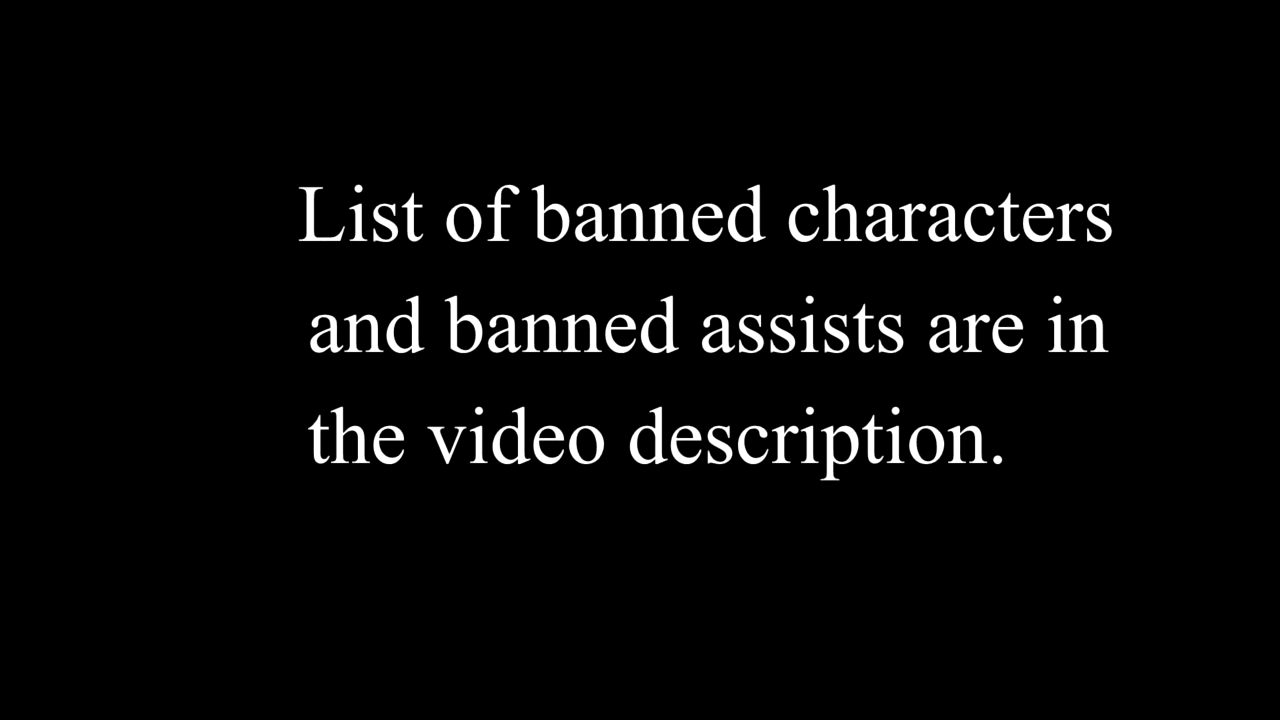 List of banned characters
and banned assists are in
the video description.